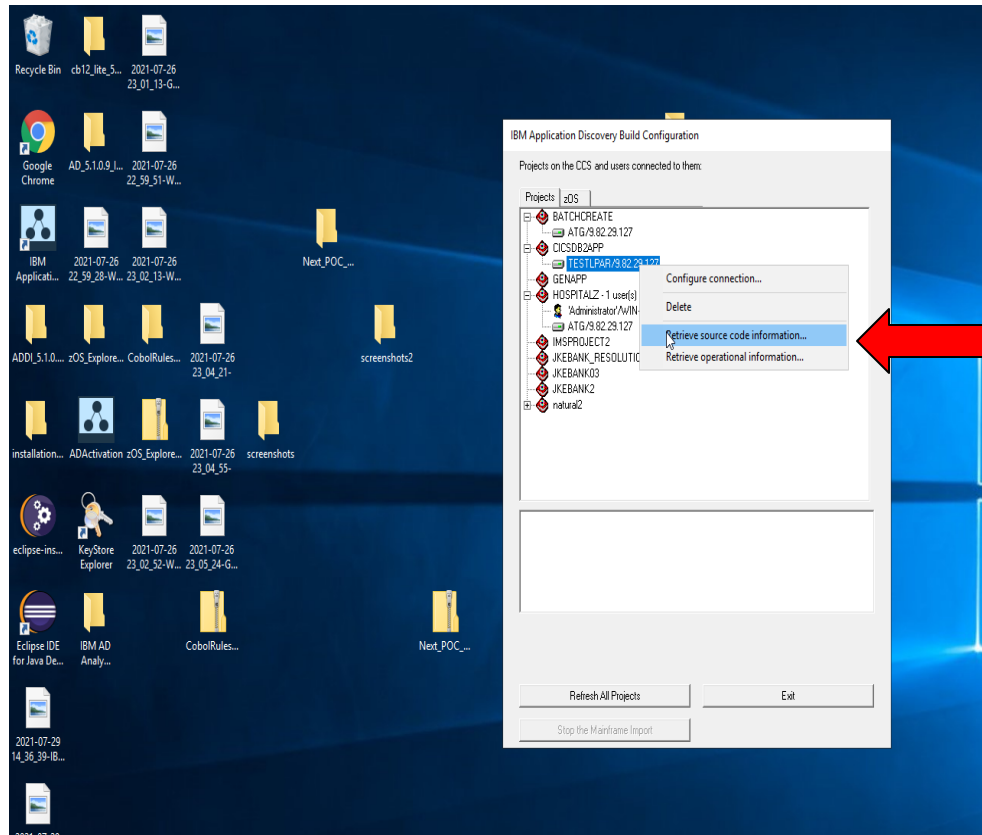 Recycle Bin
cb12_lite_5...
2021-07-26
23_01_13-G...
Google
Chrome
AD_5.1.0.9_I...
2021-07-26
22_59_51-W...
IBM
Applicati...
2021-07-26
22_59_28-W...
2021-07-26
23_02_13-W...
Next_POC_...
ADDI_5.1.0....
zOS_Explore...
CobolRules...
2021-07-26
23_04_21-
screenshots2
installation...
ADActivation
zOS_Explore...
2021-07-26
23_04_55-
screenshots
eclipse-ins...
KeyStore
Explorer
2021-07-26
23_02_52-W...
2021-07-26
23_05_24-G...
Eclipse IDE
for Java De...
IBM AD
Analy...
CobolRules...
Next_POC_...
2021-07-29
14_36_39-IB...
IBM Application Discovery Build Configuration
Projects on the CCS and users connected to them:
Projects
zOS
BATCHCREATE
ATG/9.82.29.127
CICSDB2APP
TESTLPAR/9.82.29.127
GENAPP
HOSPITALZ - 1 user(s)
'Administrator'/WIN-
ATG/9.82.29.127
IMSPROJECT2
JKEBANK_RESOLUTIO
JKEBANK03
JKEBANK2
natural2
Configure connection...
Delete
Retrieve source code information...
Retrieve operational information...
Refresh All Projects
Exit
Stop the Mainframe Import